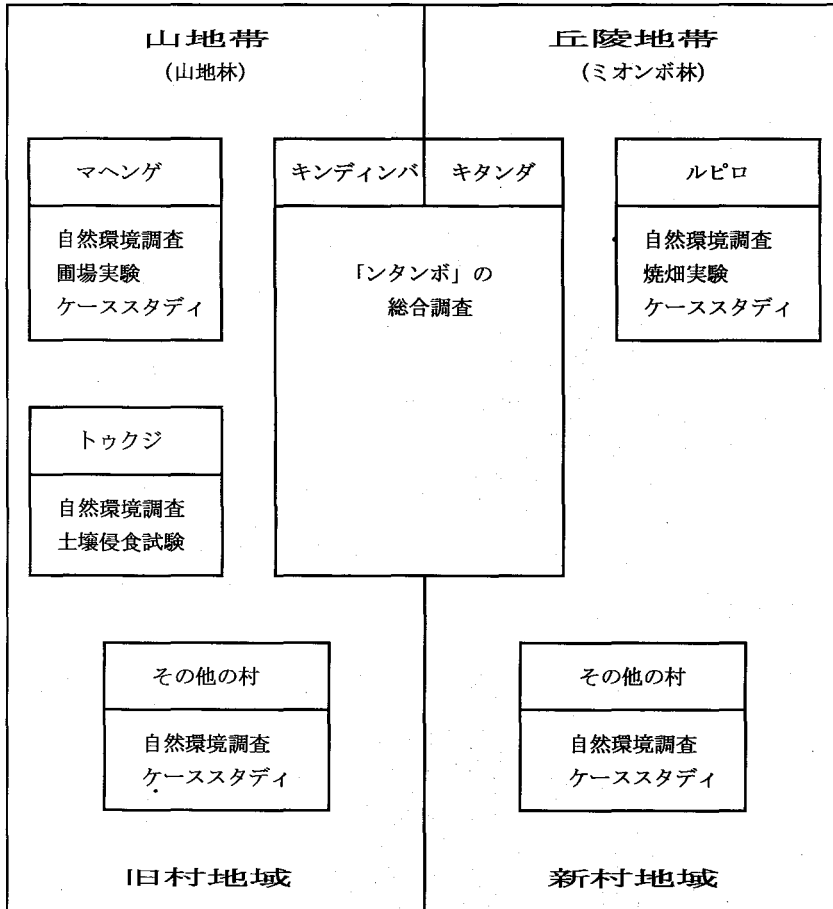 山地帯
(山地林)
丘陵地帯
(ミオンボ林)
マヘンゲ
自然環境調査
圃場実験
ケーススタディ
キンディンバ
キタンダ
「ンタンボ」の
総合調査
ルピロ
自然環境調査
焼畑実験
ケーススタディ
トゥクジ
自然環境調査
土壌侵食試験
その他の村
自然環境調査
ケーススタディ
その他の村
自然環境調査
ケーススタディ
旧村地域
新村地域